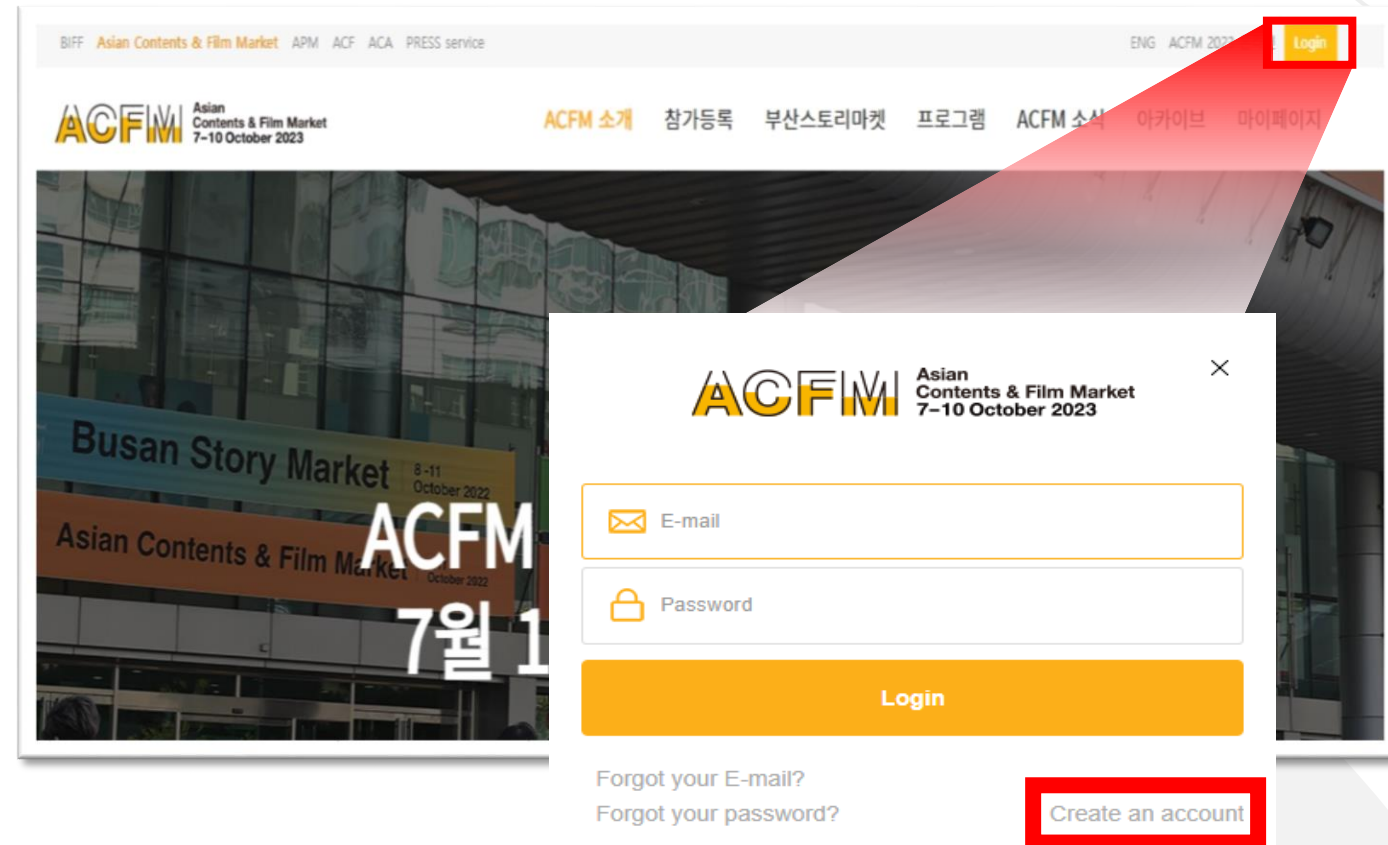 BIFF Asian Contents & Film Market APM ACF ACA PRESS service
ENG ACFM 2023 Login
ACFM Asian
Contents & Film Market
7–10 October 2023
ACFM 소개 참가등록 부산스토리마켓 프로그램 ACFM 소식 아카이브 마이페이지
Busan Story Market 8-11
October 2022
Asian Contents & Film Market
October 2022
ACFM
7월 1
ACFM Asian
Contents & Film Market
7–10 October 2023
E-mail
Password
Login
Forgot your E-mail?
Forgot your password?
Create an account